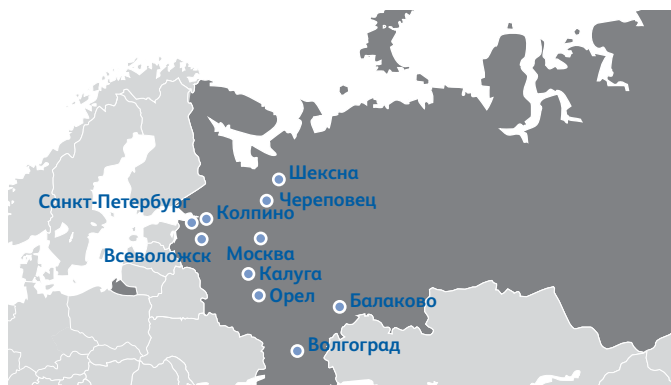 Шексна
Череповец
Санкт-Петербург
Колпино
Всеволожск
Москва
Калуга
Орел
Балаково
Волгоград